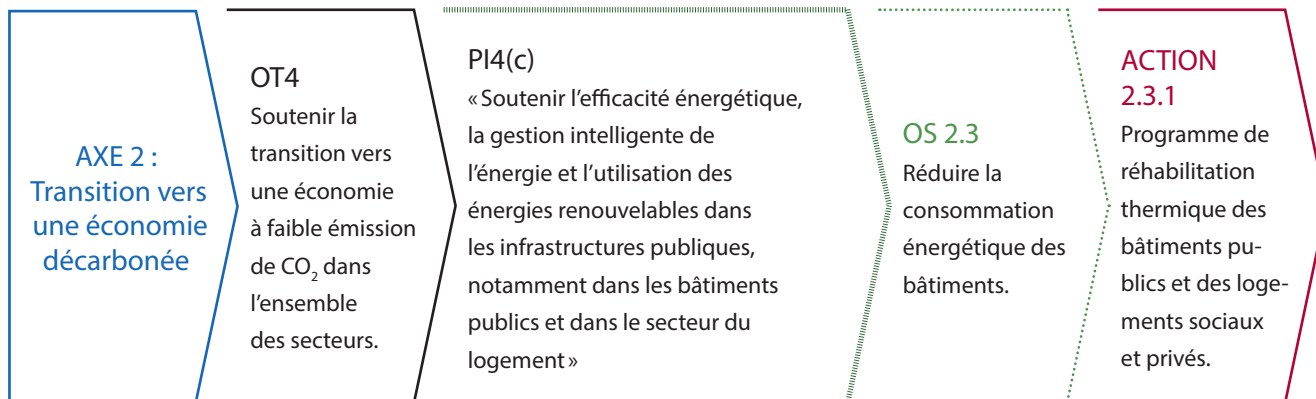 AXE 2 :
Transition vers
une économie
décarbonée
OT4
Soutenir la
transition vers
une économie
à faible émission
de CO₂ dans
l’ensemble
des secteurs.
PI4(c)
« Soutenir l’efficacité énergétique,
la gestion intelligente de
l’énergie et l’utilisation des
énergies renouvelables dans
les infrastructures publiques,
notamment dans les bâtiments
publics et dans le secteur du
logement »
OS 2.3
Réduire la
consommation
énergétique des
bâtiments.
ACTION
2.3.1
Programme de
réhabilitation
thermique des
bâtiments pu-
blics et des loge-
ments sociaux
et privés.